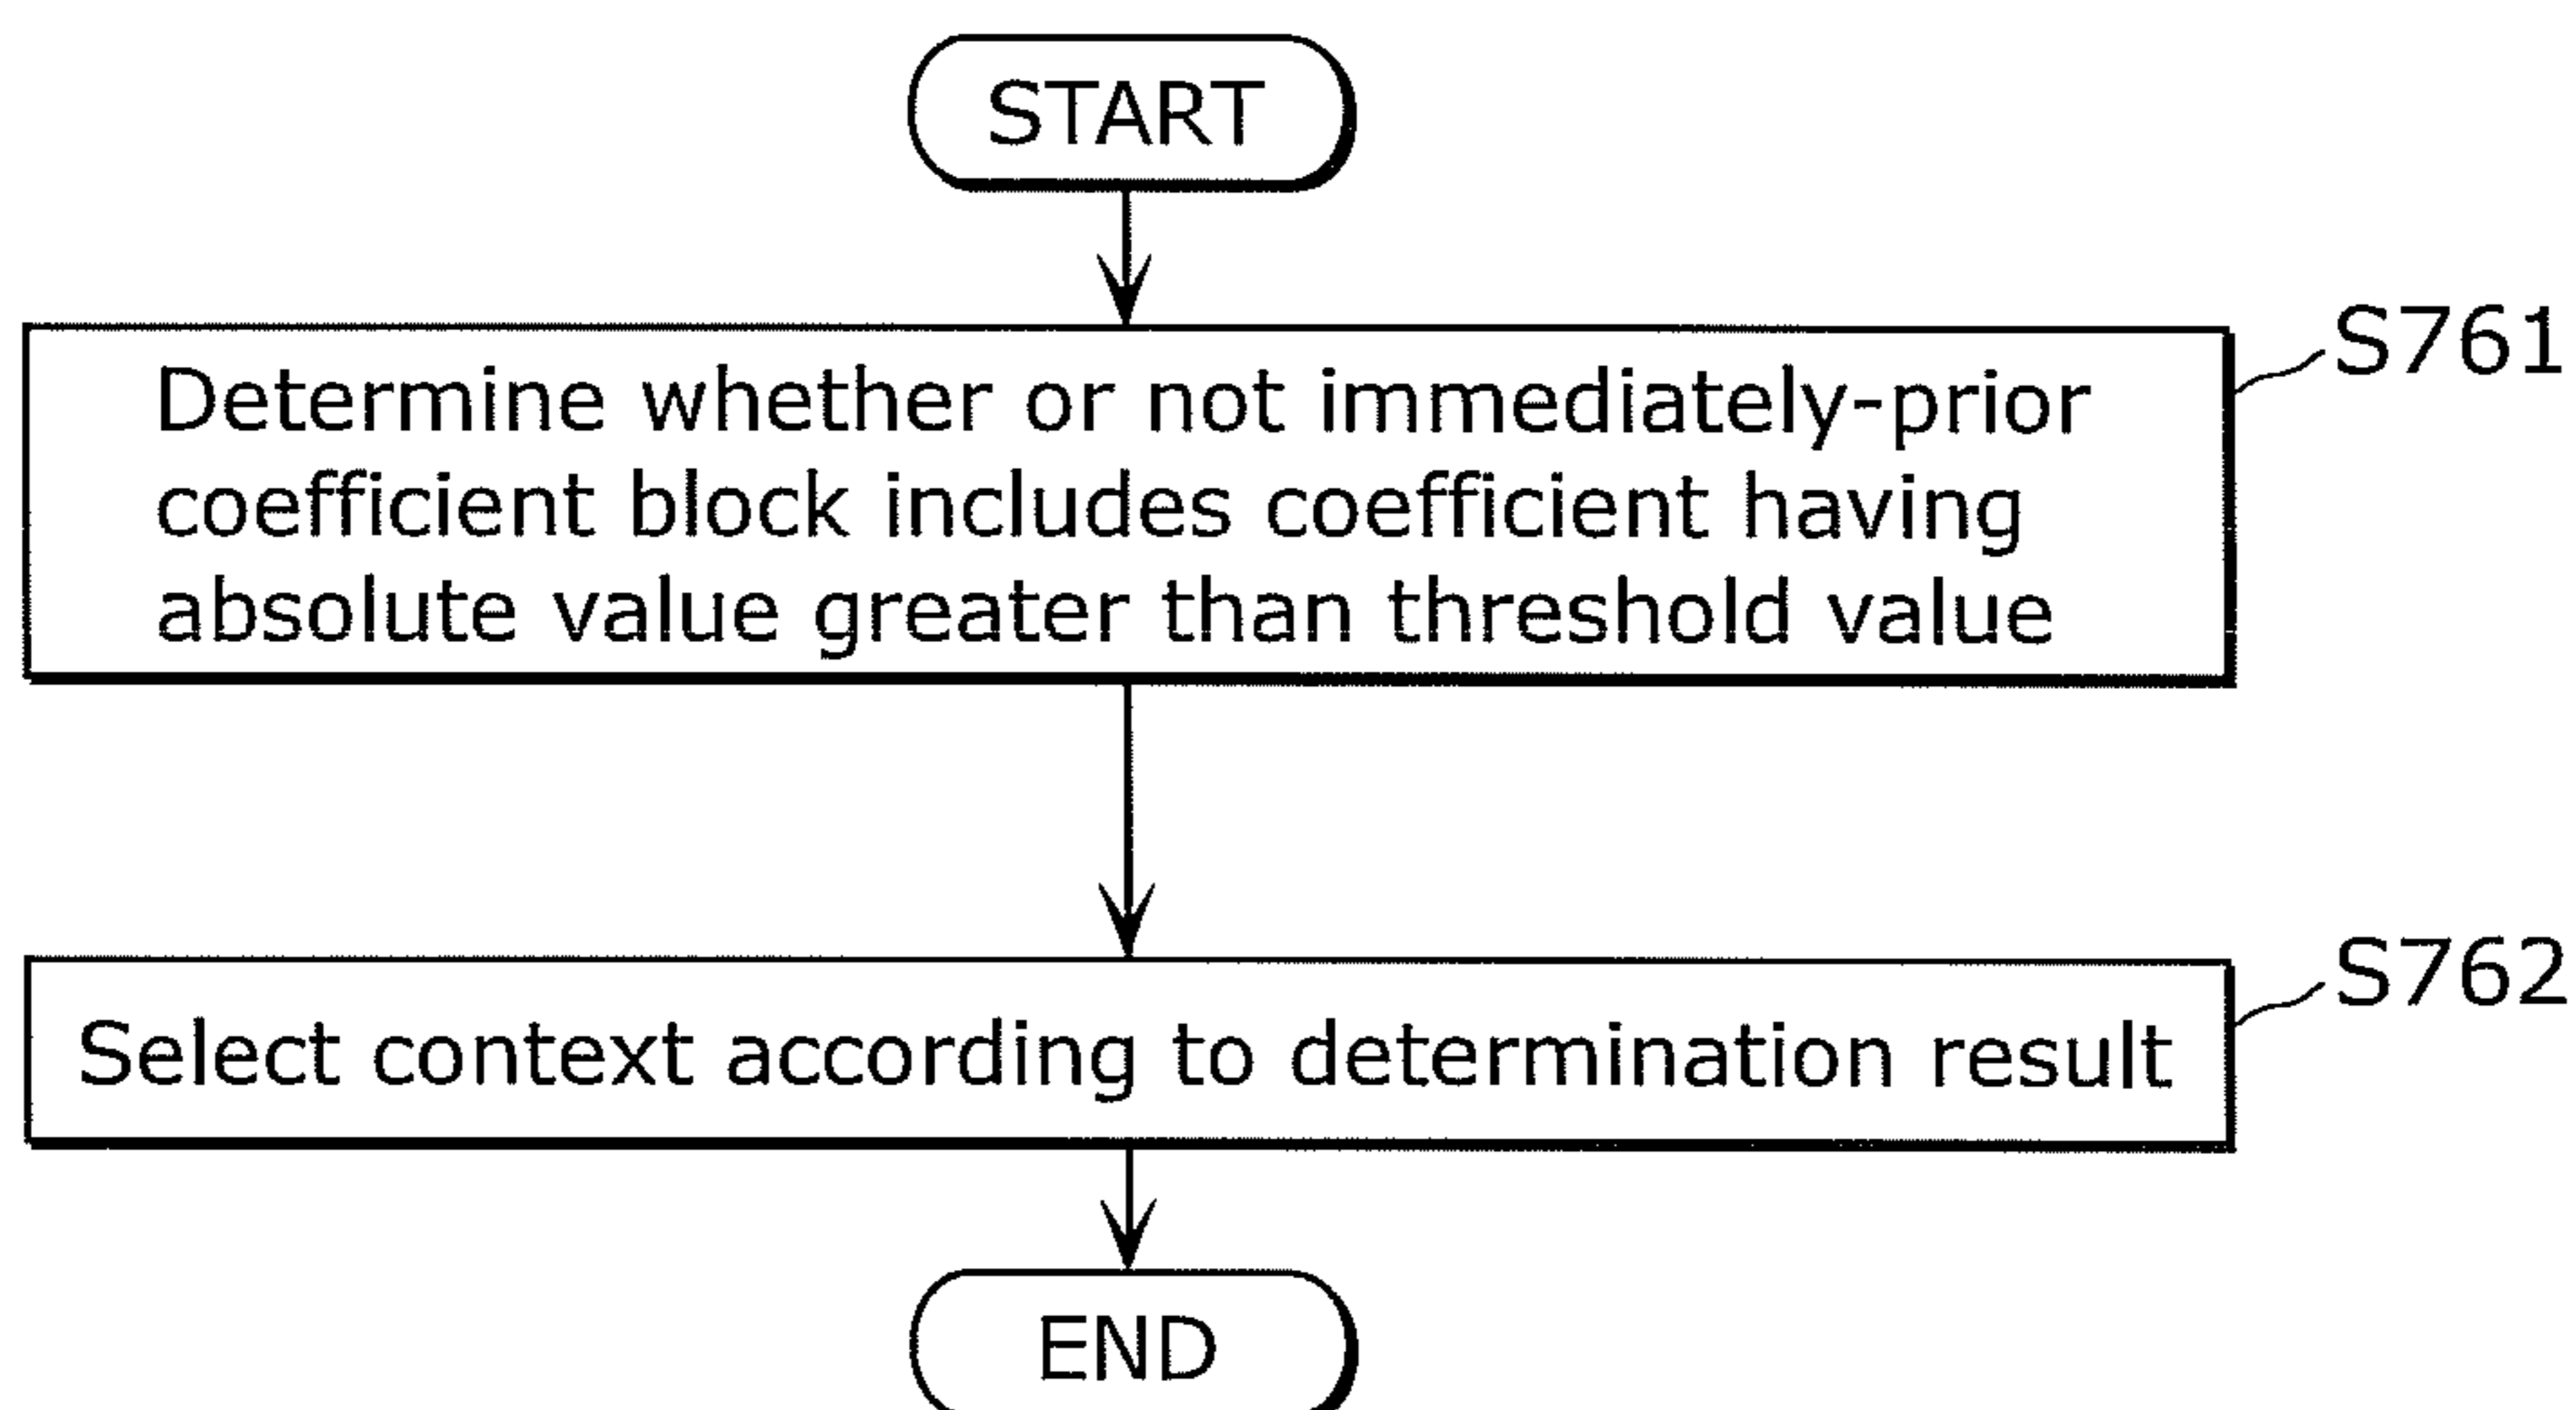 START
S761
Determine whether or not immediately-prior
coefficient block includes coefficient having
absolute value greater than threshold value
S762
Select context according to determination result
END